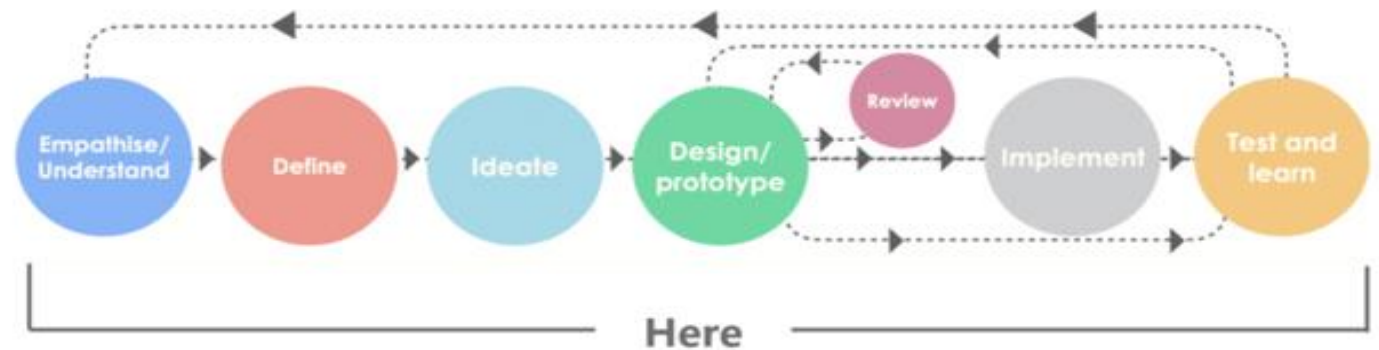 Empathise/
Understand
Define
Ideate
Design/
prototype
Review
Implement
Test and
learn
Here